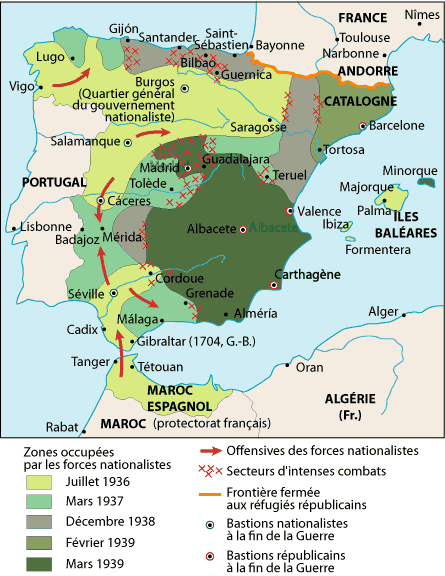 FRANCE
Nîmes
Gijón
Santander
Saint-
Sébastien
Bayonne
Toulouse
Narbonne
Lugo
Bilbao
Guernica
ANDORRE
Vigo
Burgos
(Quartier général
du gouvernement
nationaliste)
CATALOGNE
Saragosse
Barcelone
Salamanque
Madrid
Guadalajara
Tortosa
Teruel
Minorque
PORTUGAL
Tolède
Majorque
Cáceres
Palma
Valence
ILES
BALÉARES
Lisbonne
Badajoz
Mérida
Albacete
Albacete
Ibiza
Formentera
Cordoue
Carthagène
Séville
Grenade
Málaga
Alméria
Cadix
Gibraltar (1704, G.-B.)
Alger
Tanger
Tétouan
Oran
MAROC
ESPAGNOL
ALGÉRIE
(Fr.)
Rabat
MAROC (protectorat français)
Zones occupées
par les forces nationalistes
Juillet 1936
Mars 1937
Décembre 1938
Février 1939
Mars 1939
Offensives des forces nationalistes
Secteurs d'intenses combats
Frontière fermée
aux réfugiés républicains
Bastions nationalistes
à la fin de la Guerre
Bastions républicains
à la fin de la Guerre